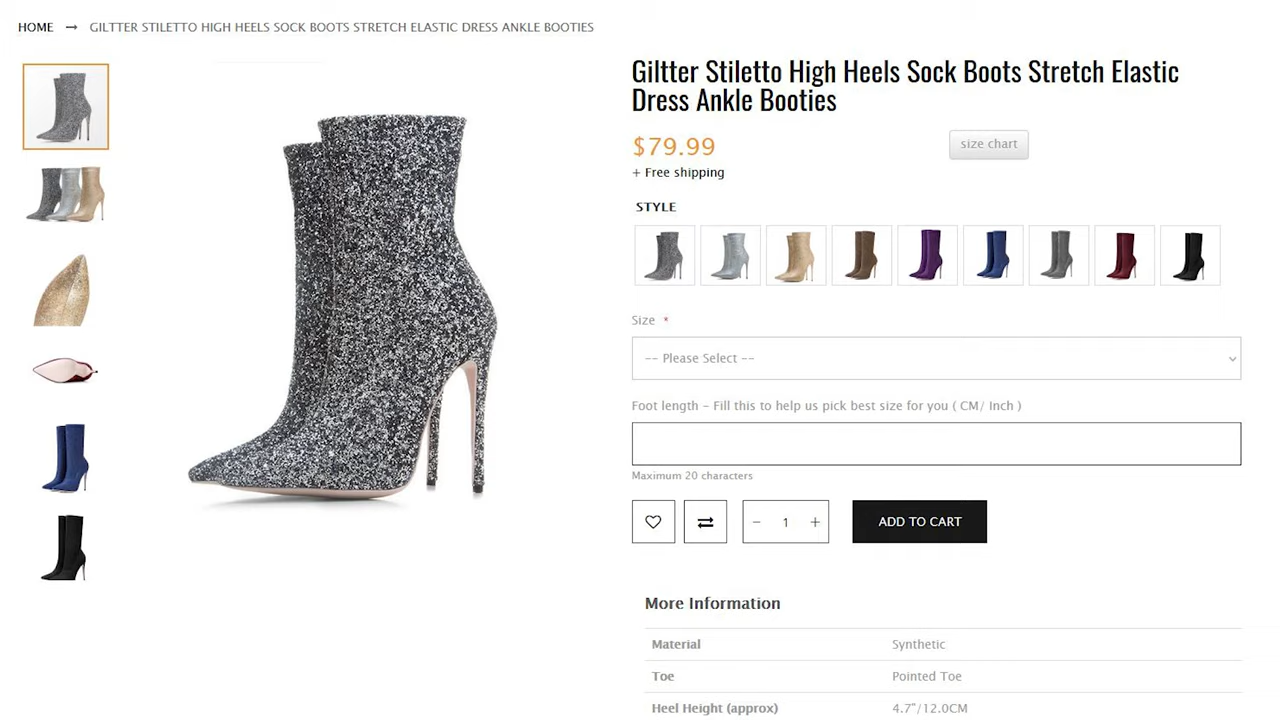 HOME → GILTTER STILETTO HIGH HEELS SOCK BOOTS STRETCH ELASTIC DRESS ANKLE BOOTIES
Giltter Stiletto High Heels Sock Boots Stretch Elastic
Dress Ankle Booties
$79.99
size chart
+ Free shipping
STYLE
Size *
-- Please Select --
Foot length - Fill this to help us pick best size for you ( CM/ Inch )
Maximum 20 characters
− 1 +
ADD TO CART
More Information
Material Synthetic
Toe Pointed Toe
Heel Height (approx) 4.7"/12.0CM